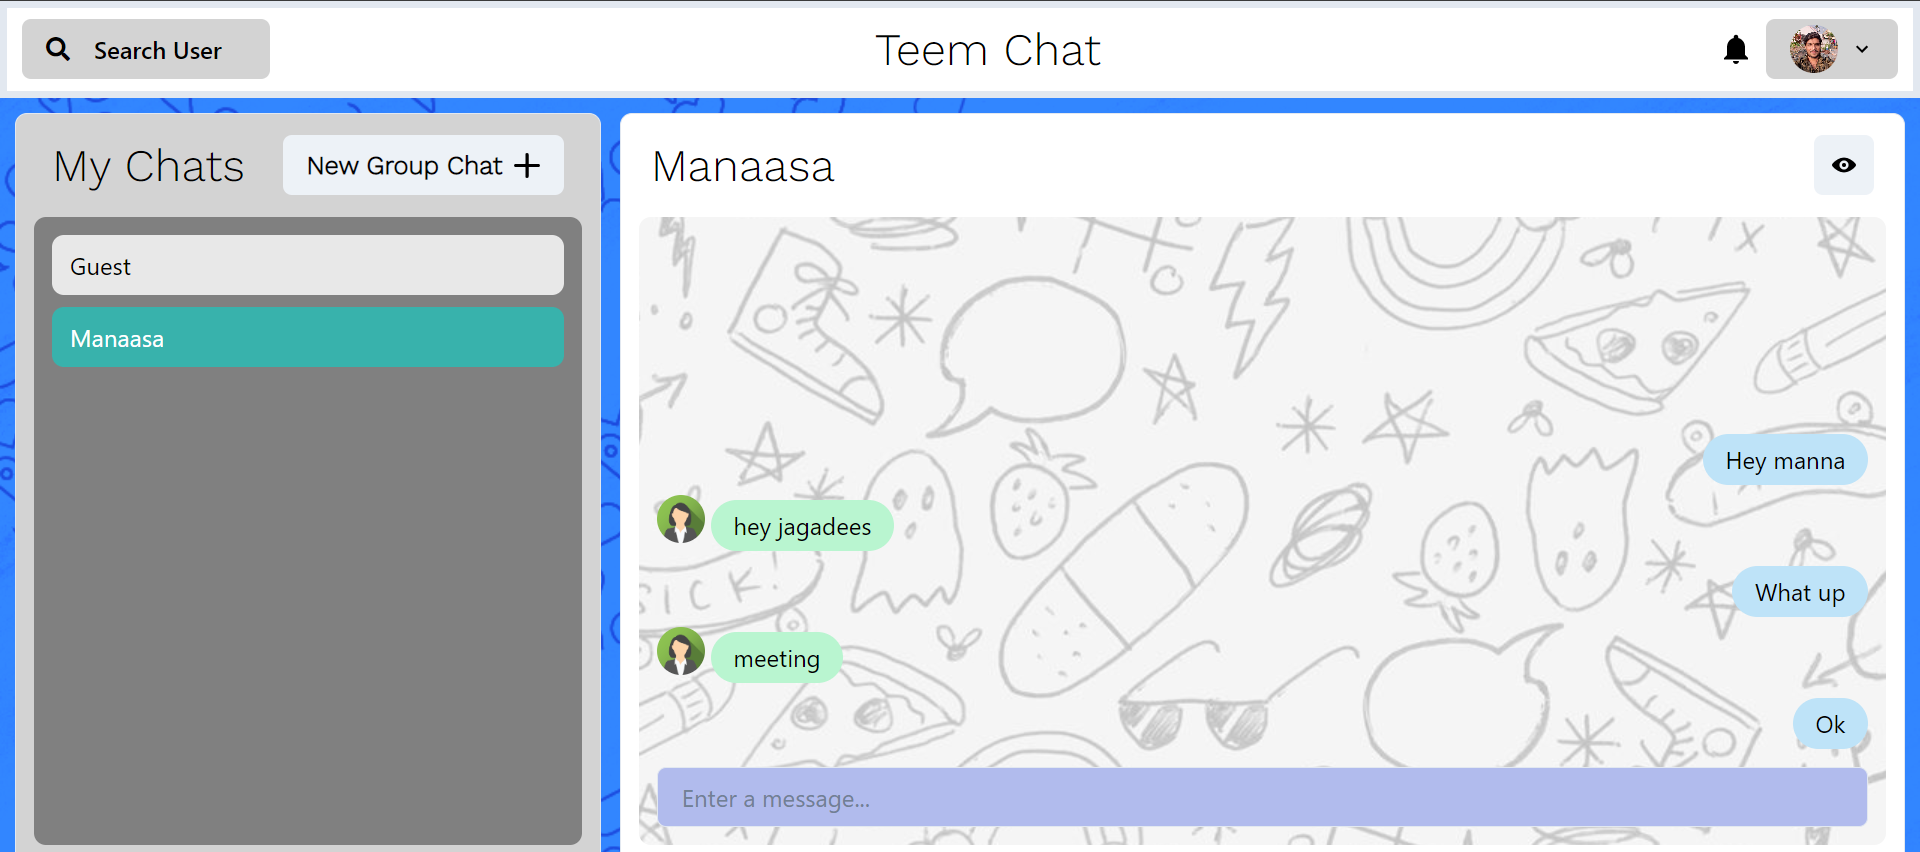 Search User
Teem Chat
My Chats
New Group Chat
Guest
Manaasa
Manaasa
Hey manna
hey jagadees
SICK!
What up
meeting
Ok
Enter a message...